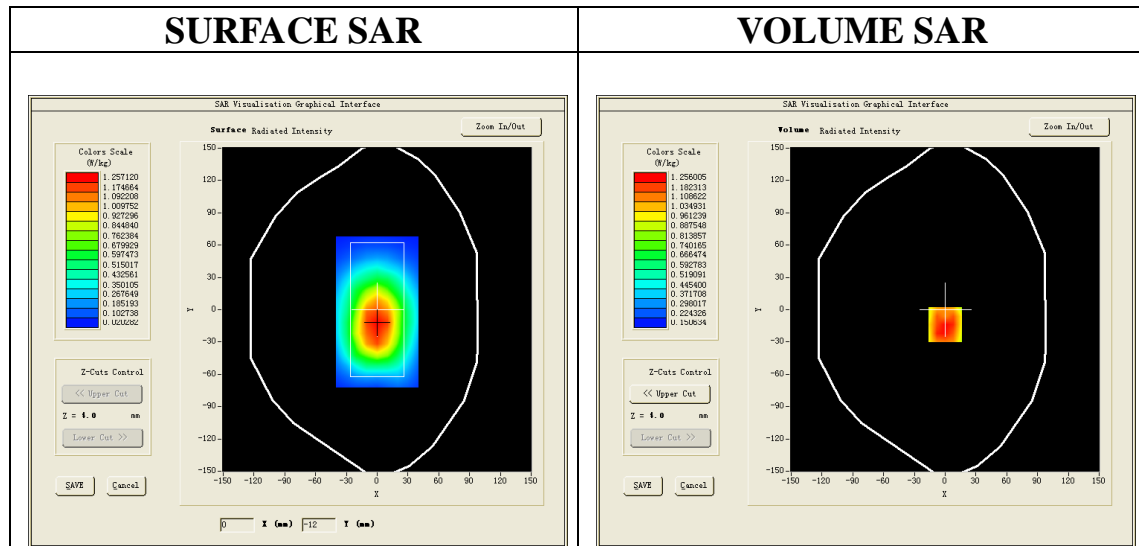 SURFACE SAR
VOLUME SAR
SAR Visualisation Graphical Interface
Surface Radiated Intensity
Zoom In/Out
Colors Scale
(W/kg)
1.257120
1.174664
1.092208
1.009752
0.927296
0.844840
0.762384
0.679929
0.597473
0.515017
0.432561
0.350105
0.267649
0.185193
0.102738
0.020282
150
120
90
60
30
0
-30
-60
-90
-120
-150
Y
-150 -120 -90 -60 -30 0 30 60 90 120 150
X
Z-Cuts Control
<< Upper Cut
Z = 4.0 mm
Lower Cut >>
SAVE
Cancel
0 X (mm) -12 Y (mm)
SAR Visualisation Graphical Interface
Volume Radiated Intensity
Zoom In/Out
Colors Scale
(W/kg)
1.256005
1.182313
1.108622
1.034931
0.961239
0.887548
0.813857
0.740165
0.666474
0.592783
0.519091
0.445400
0.371708
0.298017
0.224326
0.150634
150
120
90
60
30
0
-30
-60
-90
-120
-150
Y
-150 -120 -90 -60 -30 0 30 60 90 120 150
X
Z-Cuts Control
<< Upper Cut
Z = 4.0 mm
Lower Cut >>
SAVE
Cancel